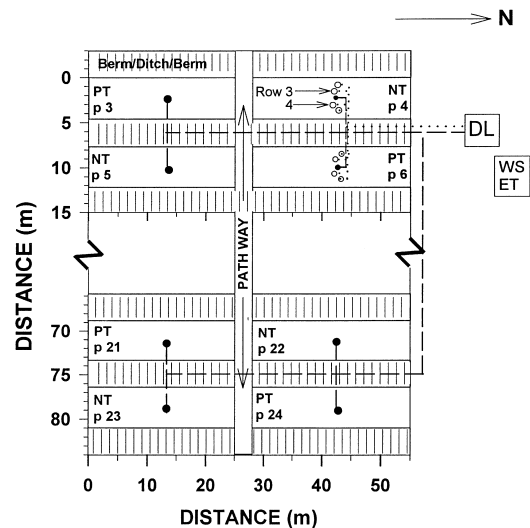 N
Berm/Ditch/Berm
0
PT
p 3
Row 3
4
NT
p 4
5
DL
NT
p 5
PT
p 6
10
WS
ET
15
PATH WAY
DISTANCE (m)
PT
p 21
NT
p 22
70
75
NT
p 23
PT
p 24
80
0 10 20 30 40 50
DISTANCE (m)